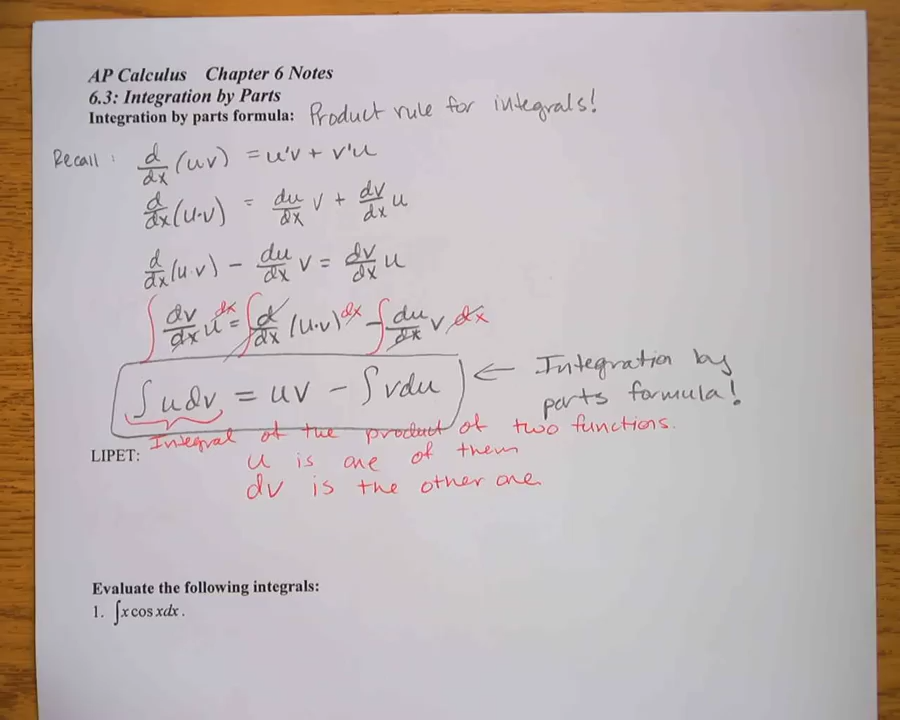 AP Calculus Chapter 6 Notes
6.3: Integration by Parts
Integration by parts formula: Product rule for integrals!
Recall: d/dx (uv) = u'v + v'u
d/dx (u·v) = du/dx v + dv/dx u
d/dx (u·v) - du/dx v = dv/dx u
∫ dv/dx u dx = ∫ d/dx (u·v) dx - ∫ du/dx v dx
∫ u dv = uv - ∫ v du ← Integration by
parts formula!
Integral of the product of two functions.
LIPET: u is one of them
dv is the other one
Evaluate the following integrals:
1. ∫x cos xdx.